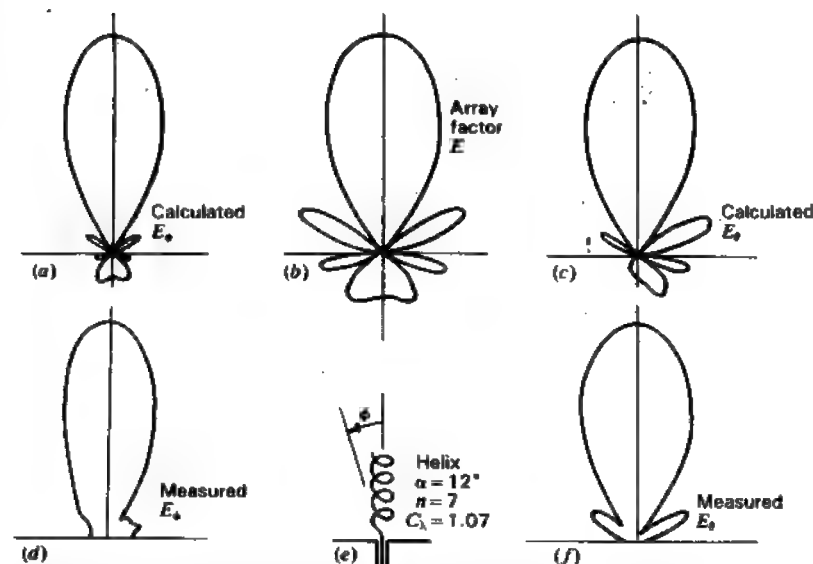 Calculated
E_ϕ
(a)
Array
factor
E
(b)
Calculated
E_θ
(c)
Measured
E_ϕ
(d)
ϕ
Helix
α = 12°
n = 7
C_λ = 1.07
(e)
Measured
E_θ
(f)